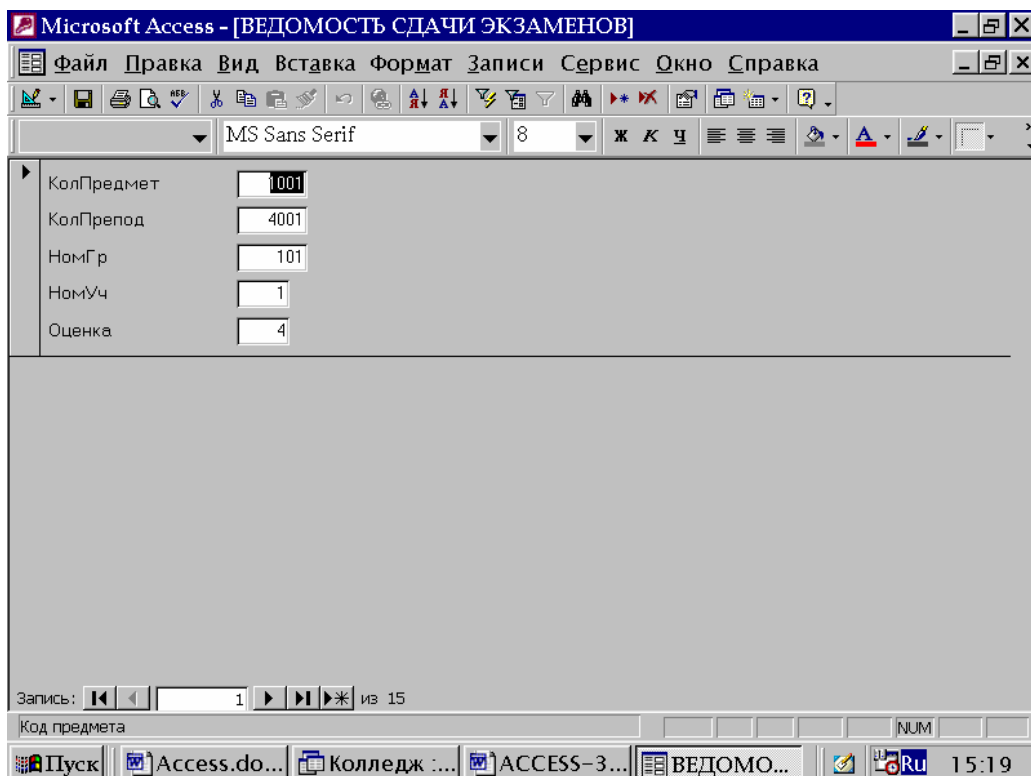 Microsoft Access - [ВЕДОМОСТЬ СДАЧИ ЭКЗАМЕНОВ]
Файл Правка Вид Вставка Формат Записи Сервис Окно Справка
MS Sans Serif 8 Ж К Ч
КолПредмет 1001
КолПрепод 4001
НомГр 101
НомУч 1
Оценка 4
Запись: 1 из 15
Код предмета NUM
Пуск Access.do... Колледж :... ACCESS-3... ВЕДОМО... Ru 15:19